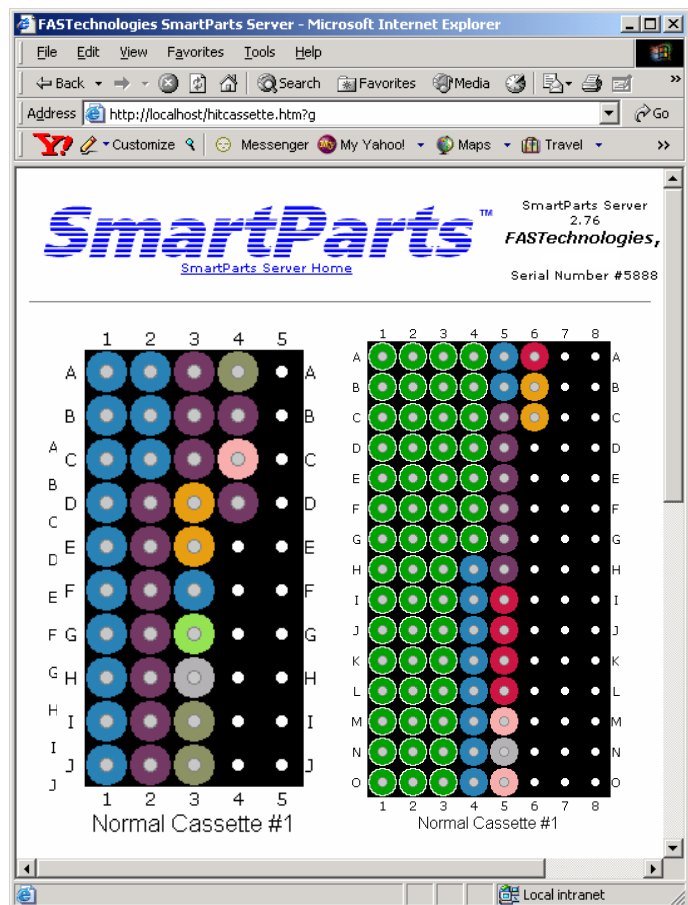 FASTechnologies SmartParts Server - Microsoft Internet Explorer
File Edit View Favorites Tools Help
Back Search Favorites Media »
Address http://localhost/hitcassette.htm?g Go
Y! Customize Messenger My Yahoo! Maps Travel »
SmartParts™
SmartParts Server Home
SmartParts Server
2.76
FASTechnologies,
Serial Number #5888
1 2 3 4 5
A A
B B
C C
D D
E E
F F
G G
H H
I I
J J
1 2 3 4 5
Normal Cassette #1
A
B
C
D
E
F
G
H
I
J
1 2 3 4 5 6 7 8
A A
B B
C C
D D
E E
F F
G G
H H
I I
J J
K K
L L
M M
N N
O O
1 2 3 4 5 6 7 8
Normal Cassette #1
Local intranet